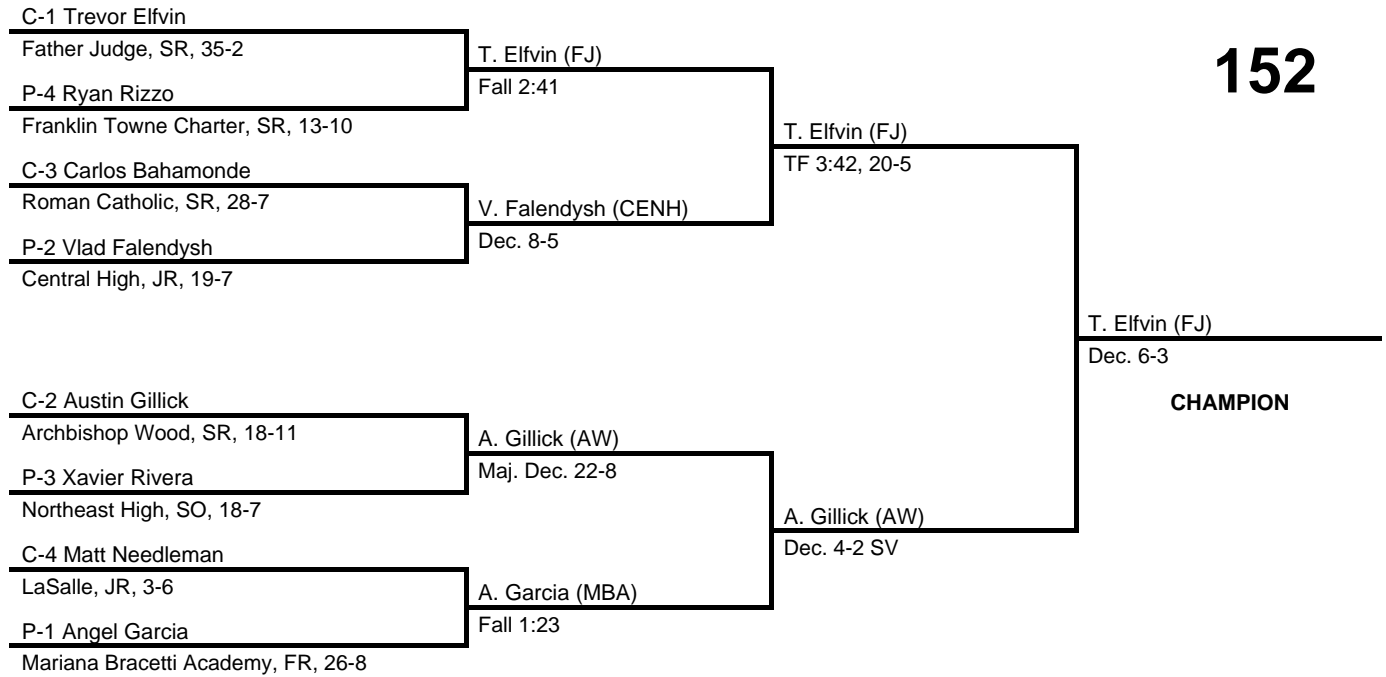 C-1 Trevor Elfvin
Father Judge, SR, 35-2
T. Elfvin (FJ)
152
Fall 2:41
P-4 Ryan Rizzo
Franklin Towne Charter, SR, 13-10
T. Elfvin (FJ)
TF 3:42, 20-5
C-3 Carlos Bahamonde
Roman Catholic, SR, 28-7
V. Falendysh (CENH)
Dec. 8-5
P-2 Vlad Falendysh
Central High, JR, 19-7
T. Elfvin (FJ)
Dec. 6-3
CHAMPION
C-2 Austin Gillick
Archbishop Wood, SR, 18-11
A. Gillick (AW)
Maj. Dec. 22-8
P-3 Xavier Rivera
Northeast High, SO, 18-7
A. Gillick (AW)
Dec. 4-2 SV
C-4 Matt Needleman
LaSalle, JR, 3-6
A. Garcia (MBA)
Fall 1:23
P-1 Angel Garcia
Mariana Bracetti Academy, FR, 26-8